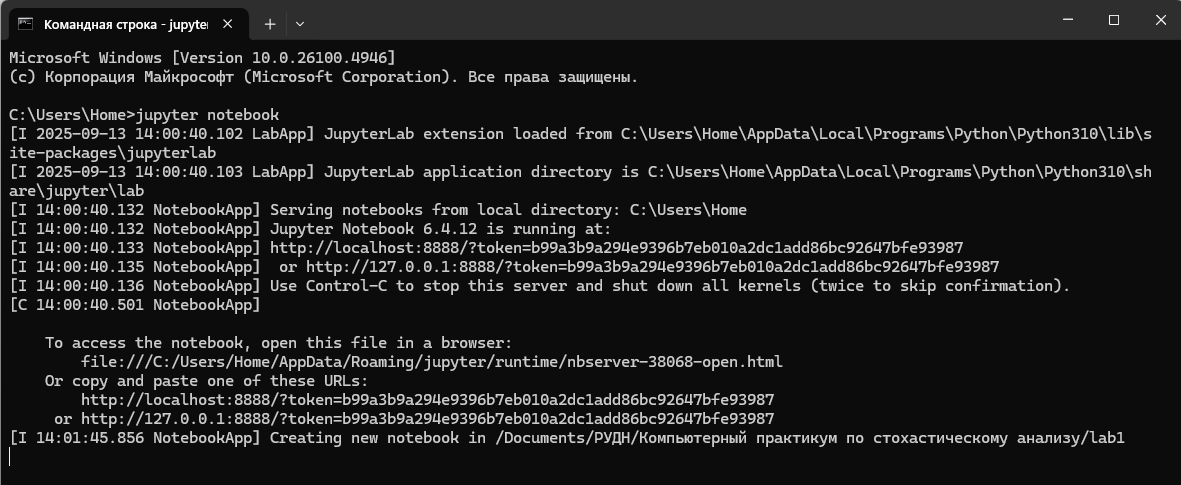 Командная строка - jupyter
Microsoft Windows [Version 10.0.26100.4946]
(c) Корпорация Майкрософт (Microsoft Corporation). Все права защищены.
C:\Users\Home>jupyter notebook
[I 2025-09-13 14:00:40.102 LabApp] JupyterLab extension loaded from C:\Users\Home\AppData\Local\Programs\Python\Python310\lib\s
ite-packages\jupyterlab
[I 2025-09-13 14:00:40.103 LabApp] JupyterLab application directory is C:\Users\Home\AppData\Local\Programs\Python\Python310\sh
are\jupyter\lab
[I 14:00:40.132 NotebookApp] Serving notebooks from local directory: C:\Users\Home
[I 14:00:40.132 NotebookApp] Jupyter Notebook 6.4.12 is running at:
[I 14:00:40.133 NotebookApp] http://localhost:8888/?token=b99a3b9a294e9396b7eb010a2dc1add86bc92647bfe93987
[I 14:00:40.135 NotebookApp]  or http://127.0.0.1:8888/?token=b99a3b9a294e9396b7eb010a2dc1add86bc92647bfe93987
[I 14:00:40.136 NotebookApp] Use Control-C to stop this server and shut down all kernels (twice to skip confirmation).
[C 14:00:40.501 NotebookApp]
To access the notebook, open this file in a browser:
file:///C:/Users/Home/AppData/Roaming/jupyter/runtime/nbserver-38068-open.html
Or copy and paste one of these URLs:
http://localhost:8888/?token=b99a3b9a294e9396b7eb010a2dc1add86bc92647bfe93987
or http://127.0.0.1:8888/?token=b99a3b9a294e9396b7eb010a2dc1add86bc92647bfe93987
[I 14:01:45.856 NotebookApp] Creating new notebook in /Documents/РУДН/Компьютерный практикум по стохастическому анализу/lab1